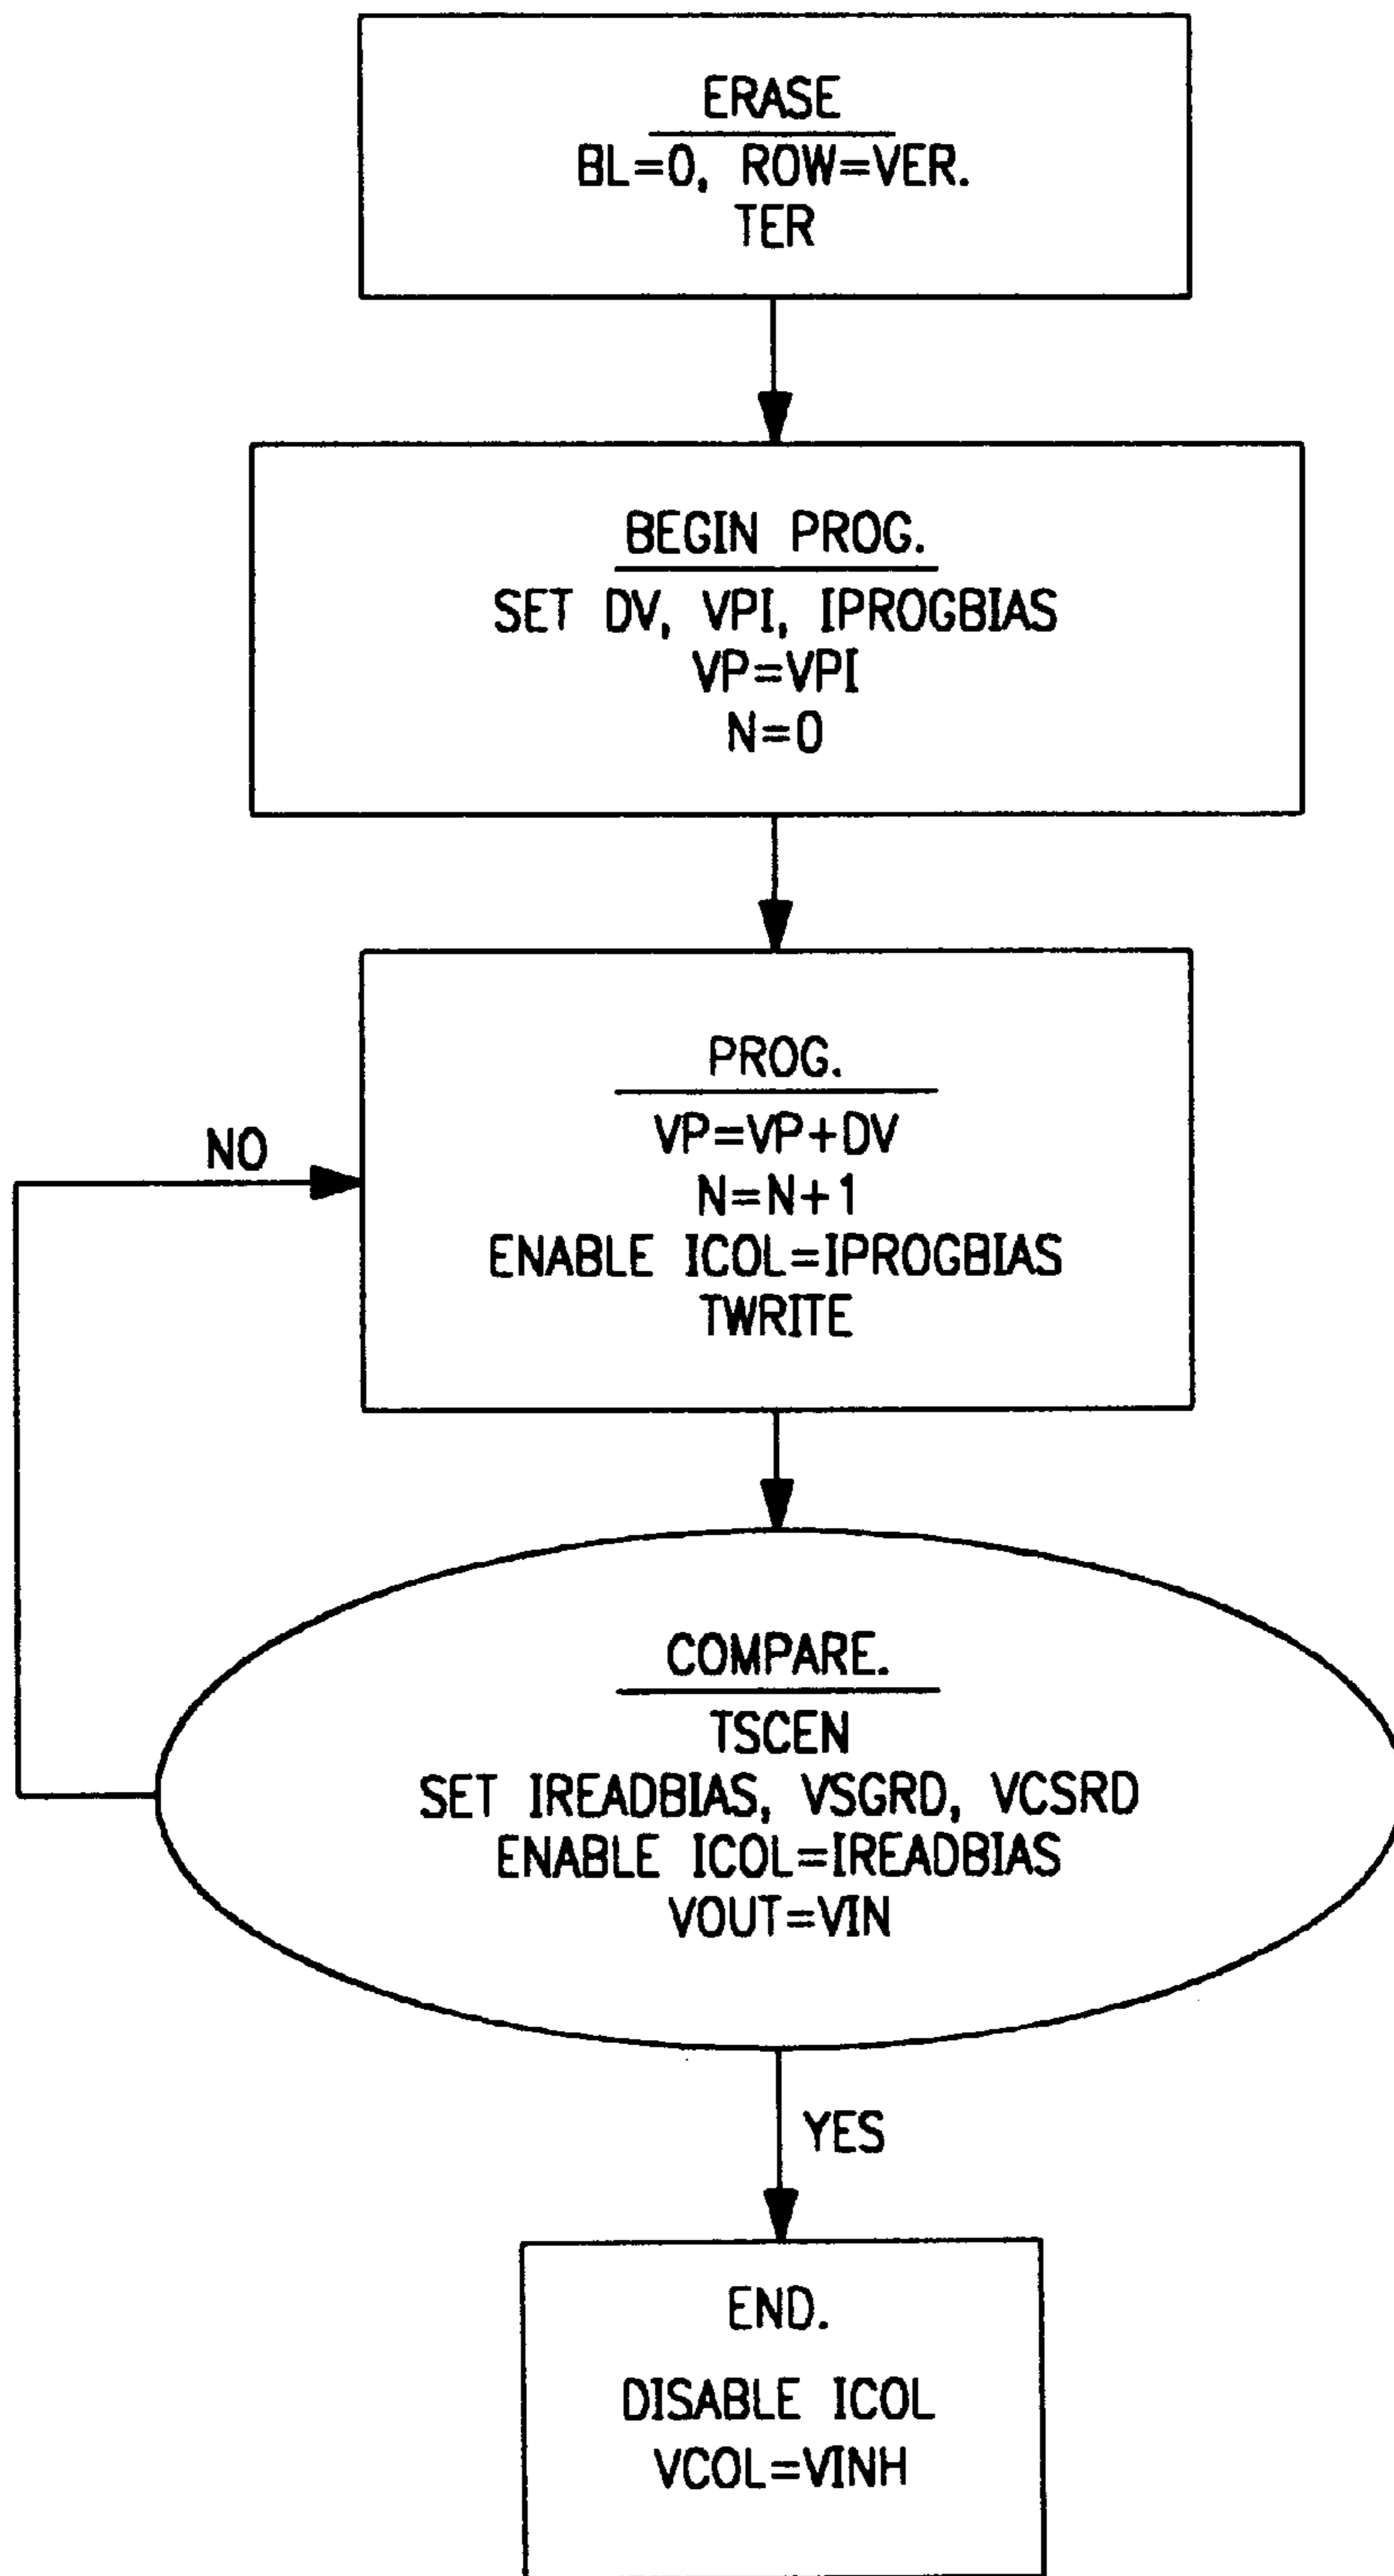 ERASE
BL=0, ROW=VER.
TER
BEGIN PROG.
SET DV, VPI, IPROGBIAS
VP=VPI
N=0
PROG.
VP=VP+DV
N=N+1
ENABLE ICOL=IPROGBIAS
TWRITE
NO
COMPARE.
TSCEN
SET IREADBIAS, VSGRD, VCSRD
ENABLE ICOL=IREADBIAS
VOUT=VIN
YES
END.
DISABLE ICOL
VCOL=VINH